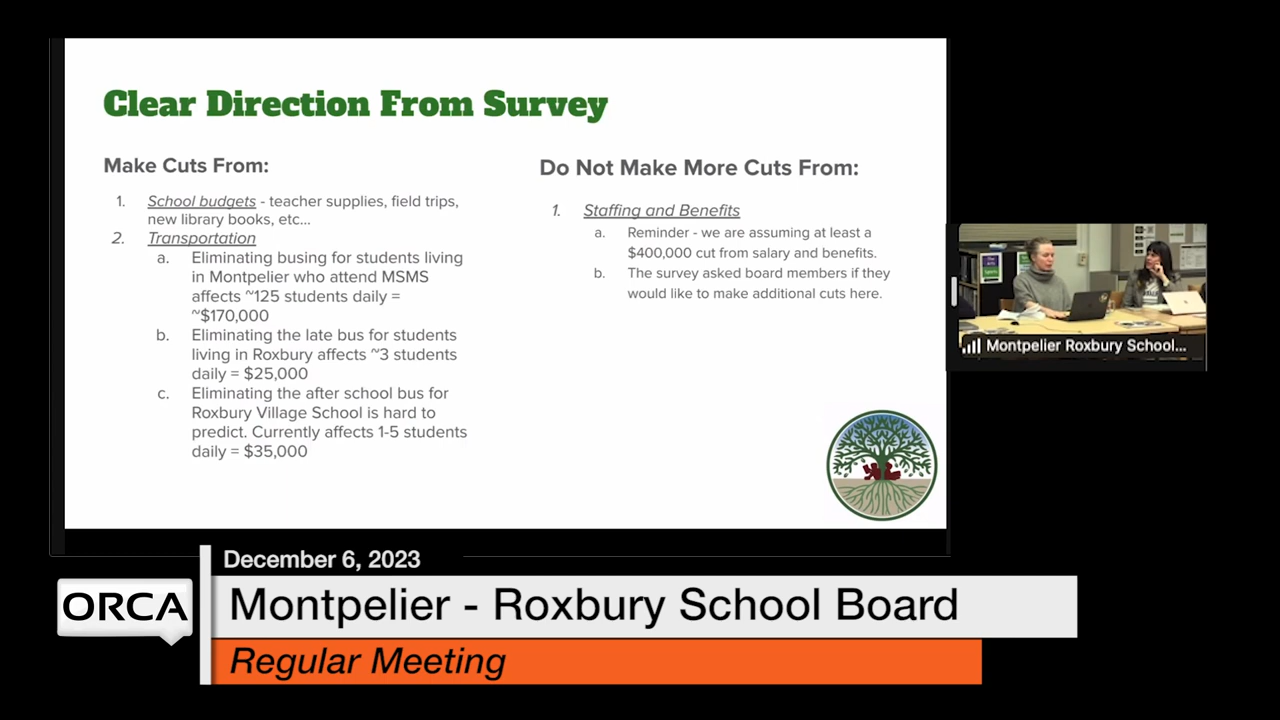 Clear Direction From Survey
Make Cuts From:
1. School budgets - teacher supplies, field trips,
new library books, etc...
2. Transportation
a. Eliminating busing for students living
in Montpelier who attend MSMS
affects ~125 students daily =
~$170,000
b. Eliminating the late bus for students
living in Roxbury affects ~3 students
daily = $25,000
c. Eliminating the after school bus for
Roxbury Village School is hard to
predict. Currently affects 1-5 students
daily = $35,000
Do Not Make More Cuts From:
1. Staffing and Benefits
a. Reminder - we are assuming at least a
$400,000 cut from salary and benefits.
b. The survey asked board members if they
would like to make additional cuts here.
Montpelier Roxbury School...
December 6, 2023
ORCA
Montpelier - Roxbury School Board
Regular Meeting